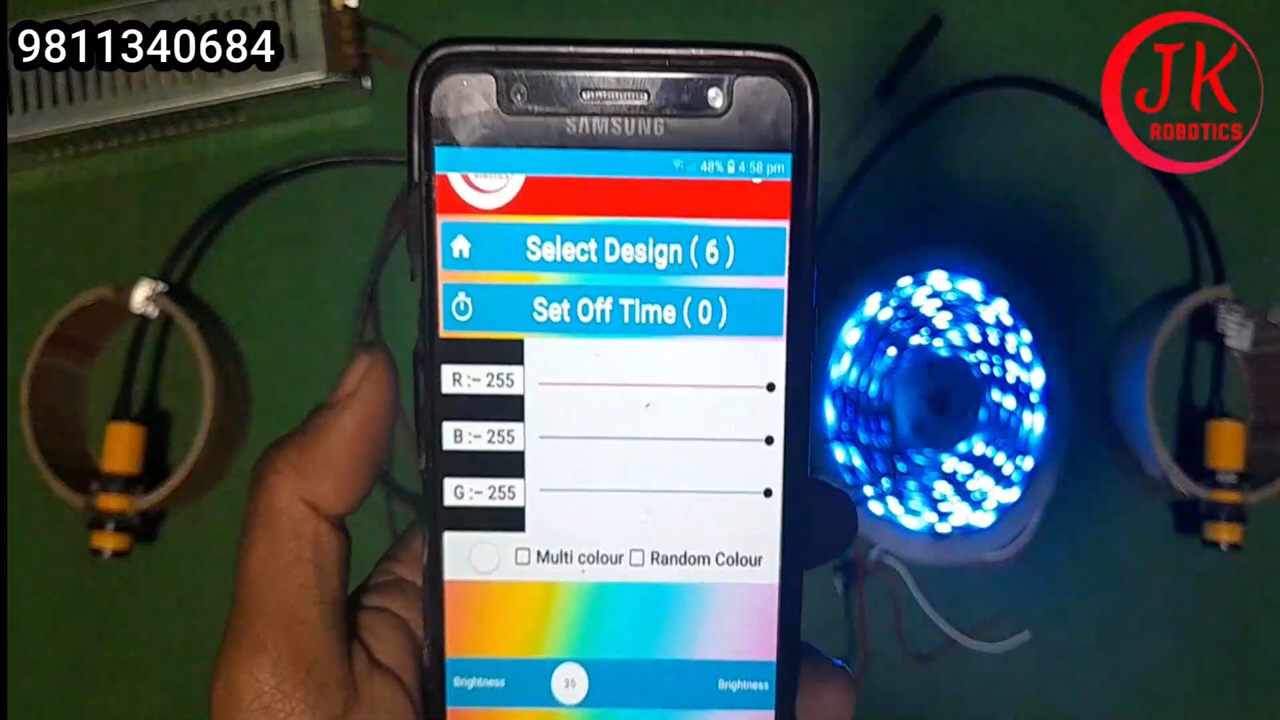 9811340684
JK
ROBOTICS
SAMSUNG
48% 4:58 pm
Select Design ( 6 )
Set Off Time ( 0 )
R :- 255
B :- 255
G :- 255
Multi colour
Random Colour
Brightness
35
Brightness